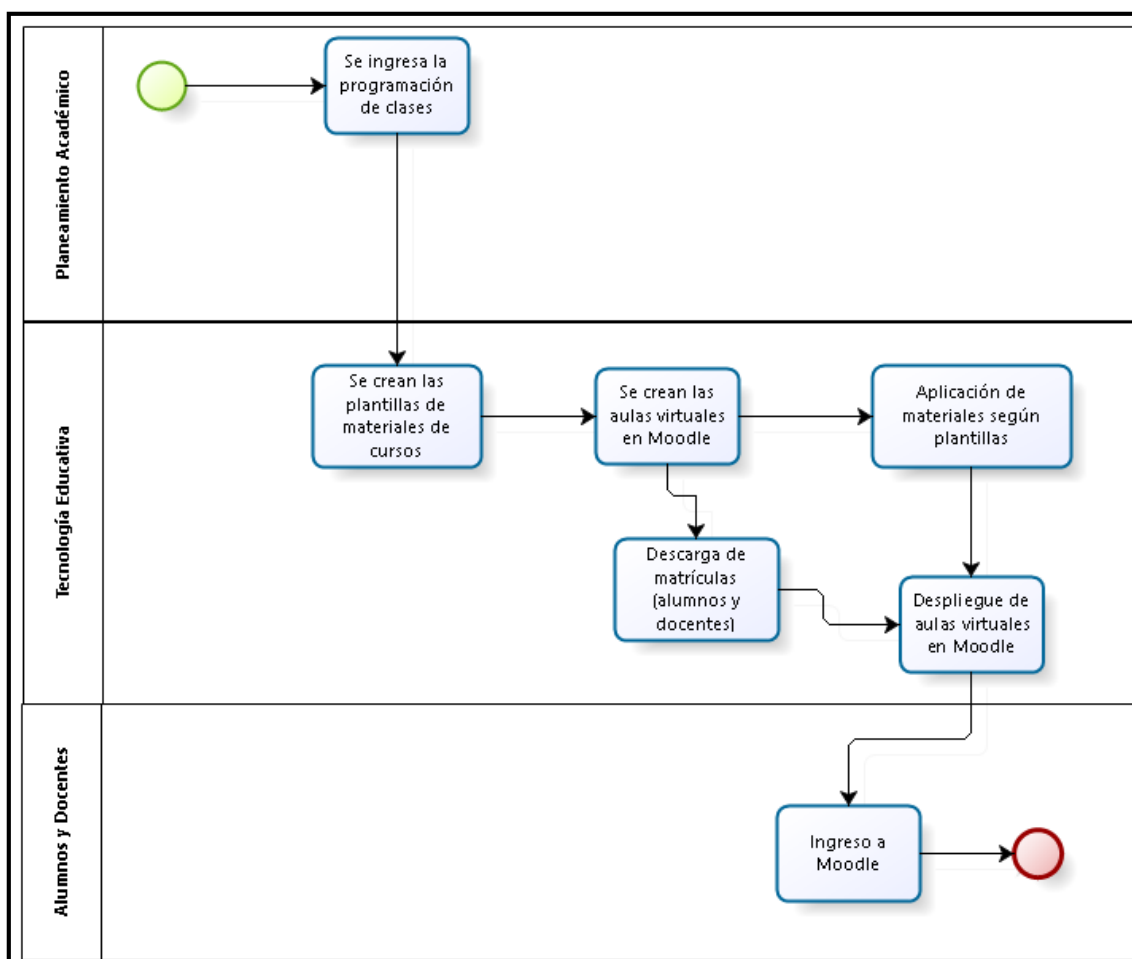 Planeamiento Académico
Se ingresa la
programación
de clases
Tecnología Educativa
Se crean las
plantillas de
materiales de
cursos
Se crean las
aulas virtuales
en Moodle
Aplicación de
materiales según
plantillas
Descarga de
matrículas
(alumnos y
docentes)
Despliegue de
aulas virtuales
en Moodle
Alumnos y Docentes
Ingreso a
Moodle